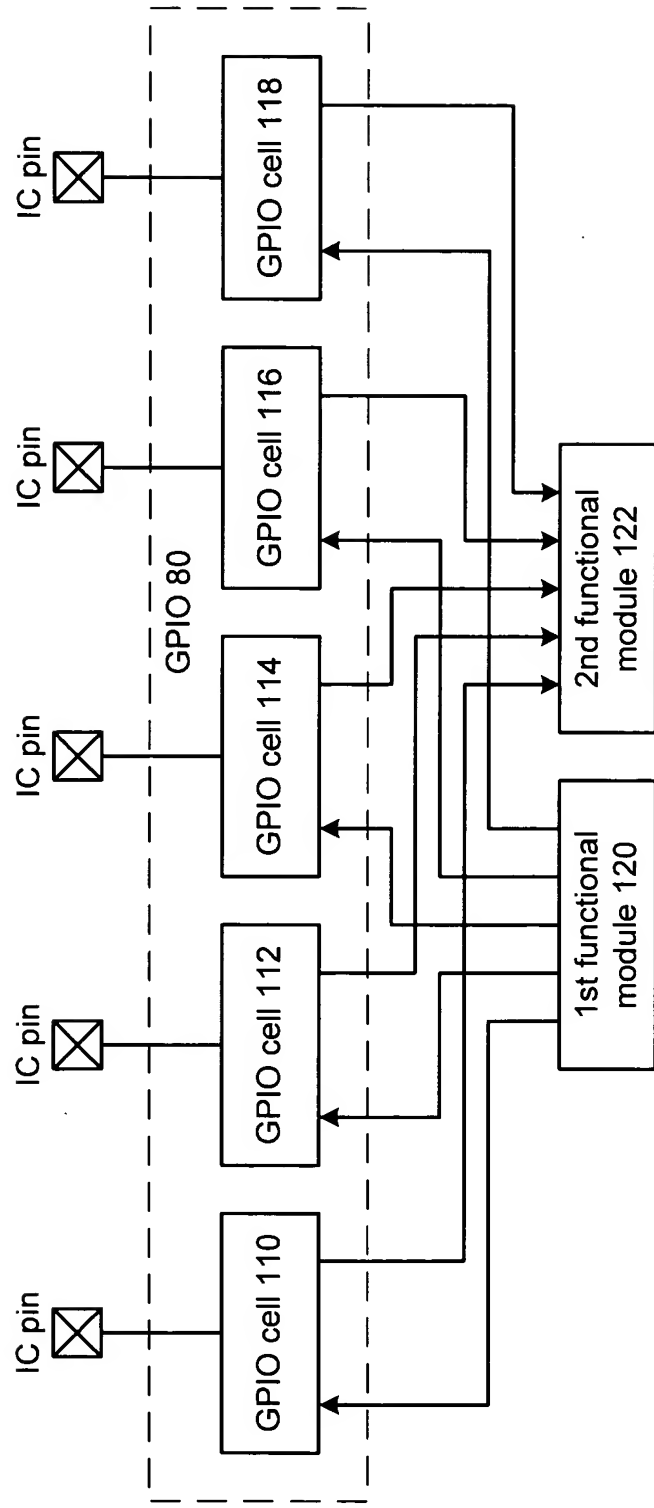 IC pin
IC pin
IC pin
IC pin
IC pin
GPIO 80
GPIO cell 110
GPIO cell 112
GPIO cell 114
GPIO cell 116
GPIO cell 118
1st functional
module 120
2nd functional
module 122